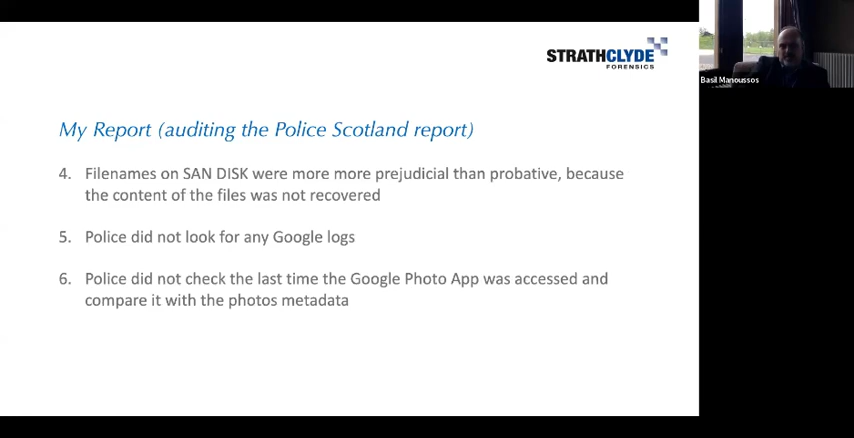 STRATHCLYDE
FORENSICS
Basil Manoussos
My Report (auditing the Police Scotland report)
4. Filenames on SAN DISK were more more prejudicial than probative, because
the content of the files was not recovered
5. Police did not look for any Google logs
6. Police did not check the last time the Google Photo App was accessed and
compare it with the photos metadata